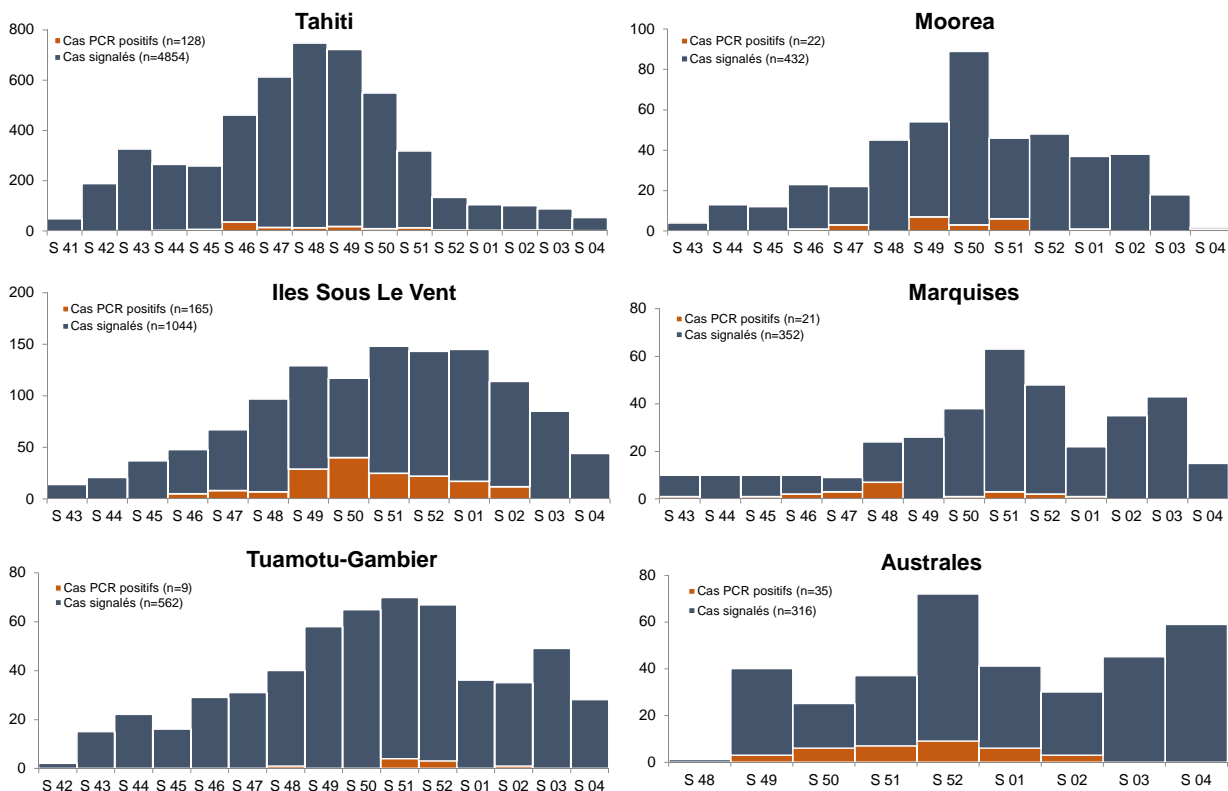 Tahiti
800
600
400
200
0
Cas PCR positifs (n=128)
Cas signalés (n=4854)
S 41 S 42 S 43 S 44 S 45 S 46 S 47 S 48 S 49 S 50 S 51 S 52 S 01 S 02 S 03 S 04
Moorea
100
80
60
40
20
0
Cas PCR positifs (n=22)
Cas signalés (n=432)
S 43 S 44 S 45 S 46 S 47 S 48 S 49 S 50 S 51 S 52 S 01 S 02 S 03 S 04
Iles Sous Le Vent
200
150
100
50
0
Cas PCR positifs (n=165)
Cas signalés (n=1044)
S 43 S 44 S 45 S 46 S 47 S 48 S 49 S 50 S 51 S 52 S 01 S 02 S 03 S 04
Marquises
80
60
40
20
0
Cas PCR positifs (n=21)
Cas signalés (n=352)
S 43 S 44 S 45 S 46 S 47 S 48 S 49 S 50 S 51 S 52 S 01 S 02 S 03 S 04
Tuamotu-Gambier
80
60
40
20
0
Cas PCR positifs (n=9)
Cas signalés (n=562)
S 42 S 43 S 44 S 45 S 46 S 47 S 48 S 49 S 50 S 51 S 52 S 01 S 02 S 03 S 04
Australes
80
60
40
20
0
Cas PCR positifs (n=35)
Cas signalés (n=316)
S 48 S 49 S 50 S 51 S 52 S 01 S 02 S 03 S 04